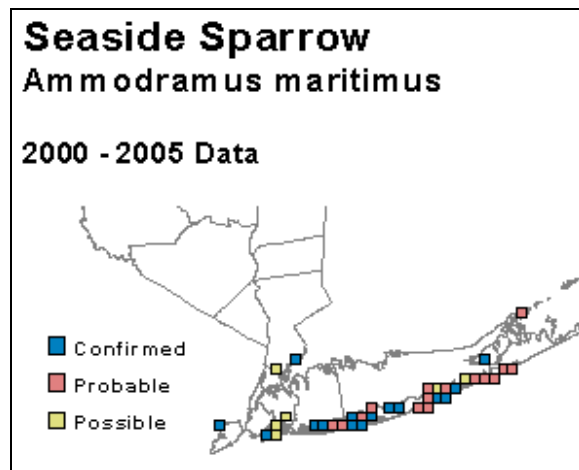 Seaside Sparrow
Ammodramus maritimus
2000 - 2005 Data
Confirmed
Probable
Possible